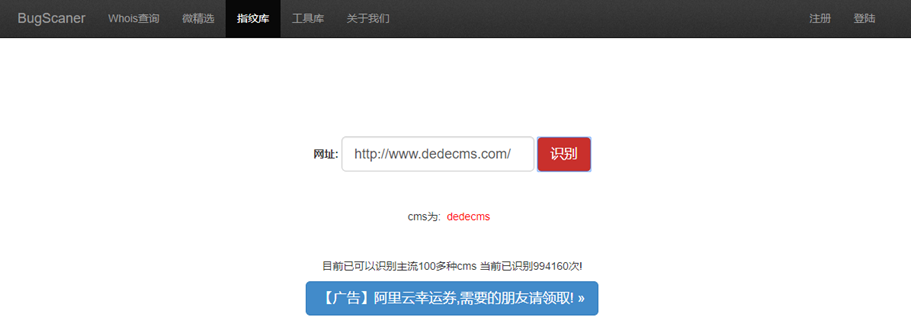 BugScaner Whois查询 微精选 指纹库 工具库 关于我们 注册 登陆
网址: http://www.dedecms.com/ 识别
cms为: dedecms
目前已可以识别主流100多种cms 当前已识别994160次!
【广告】阿里云幸运券,需要的朋友请领取! »